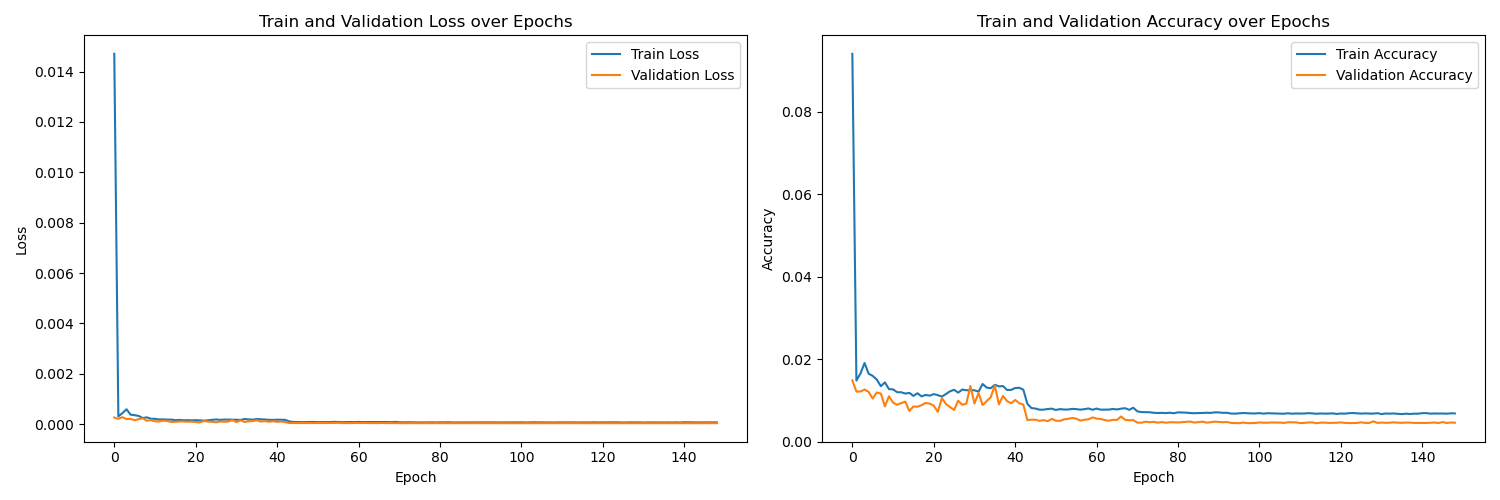 Train and Validation Loss over Epochs
Train Loss
Validation Loss
0.014
0.012
0.010
0.008
0.006
0.004
0.002
0.000
Loss
0
20
40
60
80
100
120
140
Epoch
Train and Validation Accuracy over Epochs
Train Accuracy
Validation Accuracy
0.08
0.06
0.04
0.02
0.00
Accuracy
0
20
40
60
80
100
120
140
Epoch